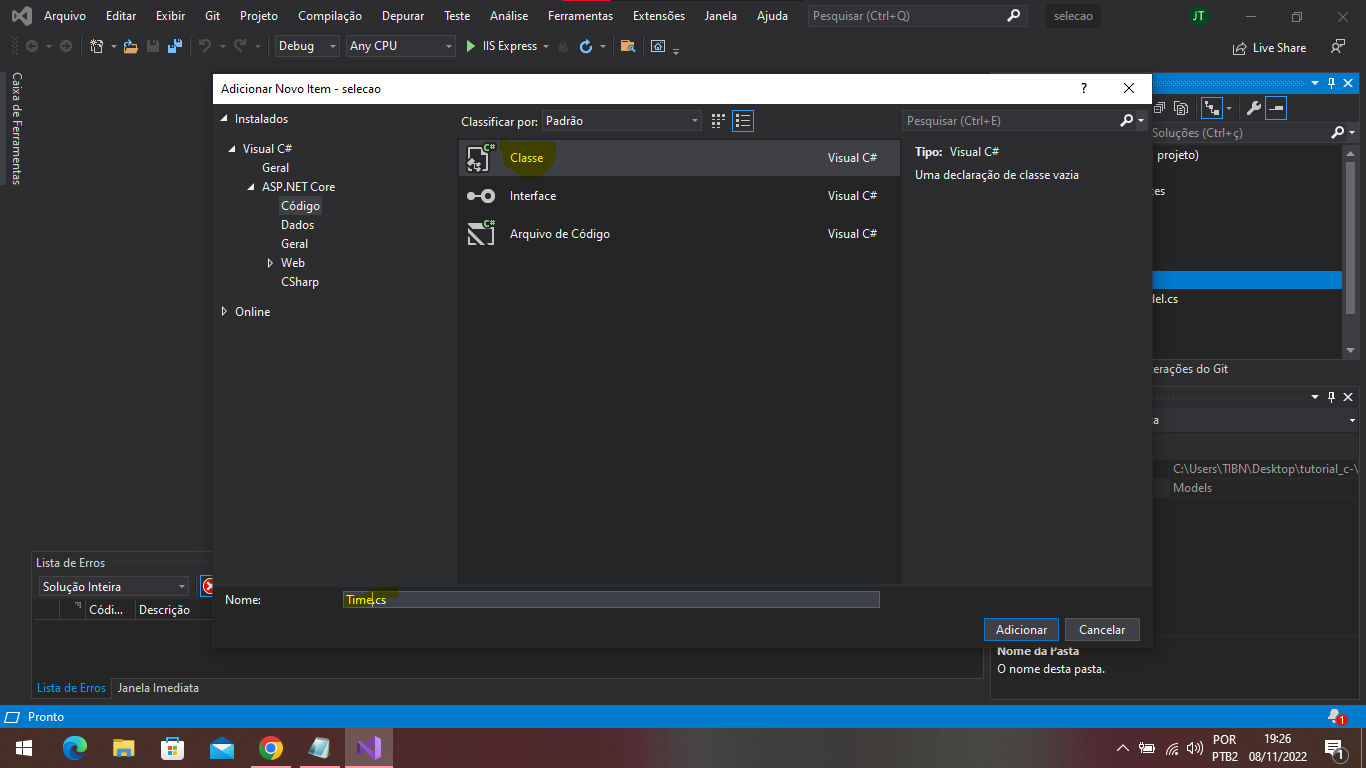 Arquivo Editar Exibir Git Projeto Compilação Depurar Teste Análise Ferramentas Extensões Janela Ajuda Pesquisar (Ctrl+Q) selecao JT
Debug Any CPU IIS Express Live Share
Caixa de Ferramentas
Adicionar Novo Item - selecao ?
Instalados
Classificar por: Padrão
Pesquisar (Ctrl+E)
Soluções (Ctrl+ç)
Visual C#
Geral
ASP.NET Core
Código
Dados
Geral
Web
CSharp
Online
C# Classe Visual C#
Interface Visual C#
C# Arquivo de Código Visual C#
Tipo: Visual C#
Uma declaração de classe vazia
projeto)
ces
del.cs
erações do Git
a
C:\Users\TIBN\Desktop\tutorial_c-\
Models
Nome da Pasta
O nome desta pasta.
Lista de Erros
Solução Inteira
Códi... Descrição
Nome: Time.cs
Adicionar Cancelar
Lista de Erros Janela Imediata
Pronto
1
POR
PTB2
19:26
08/11/2022
1